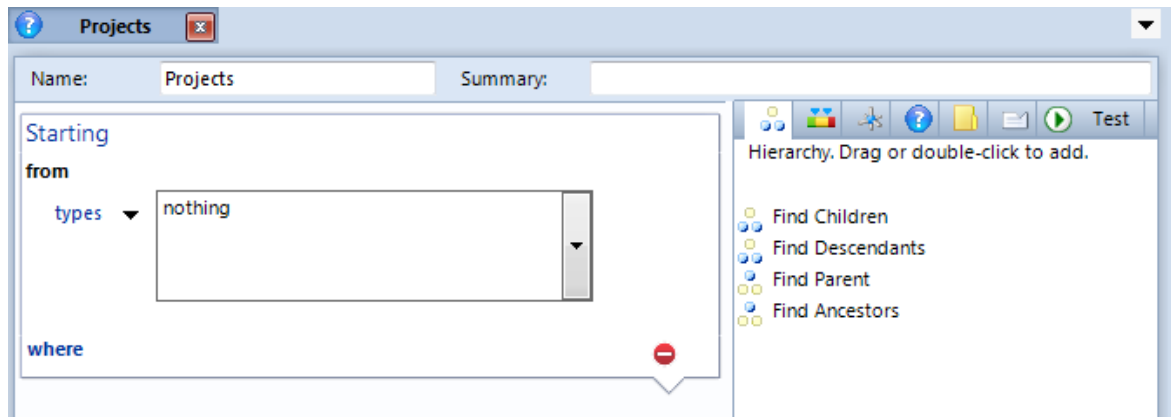 Projects
Name: Projects Summary:
Test
Starting
Hierarchy. Drag or double-click to add.
from
types nothing
Find Children
Find Descendants
Find Parent
Find Ancestors
where